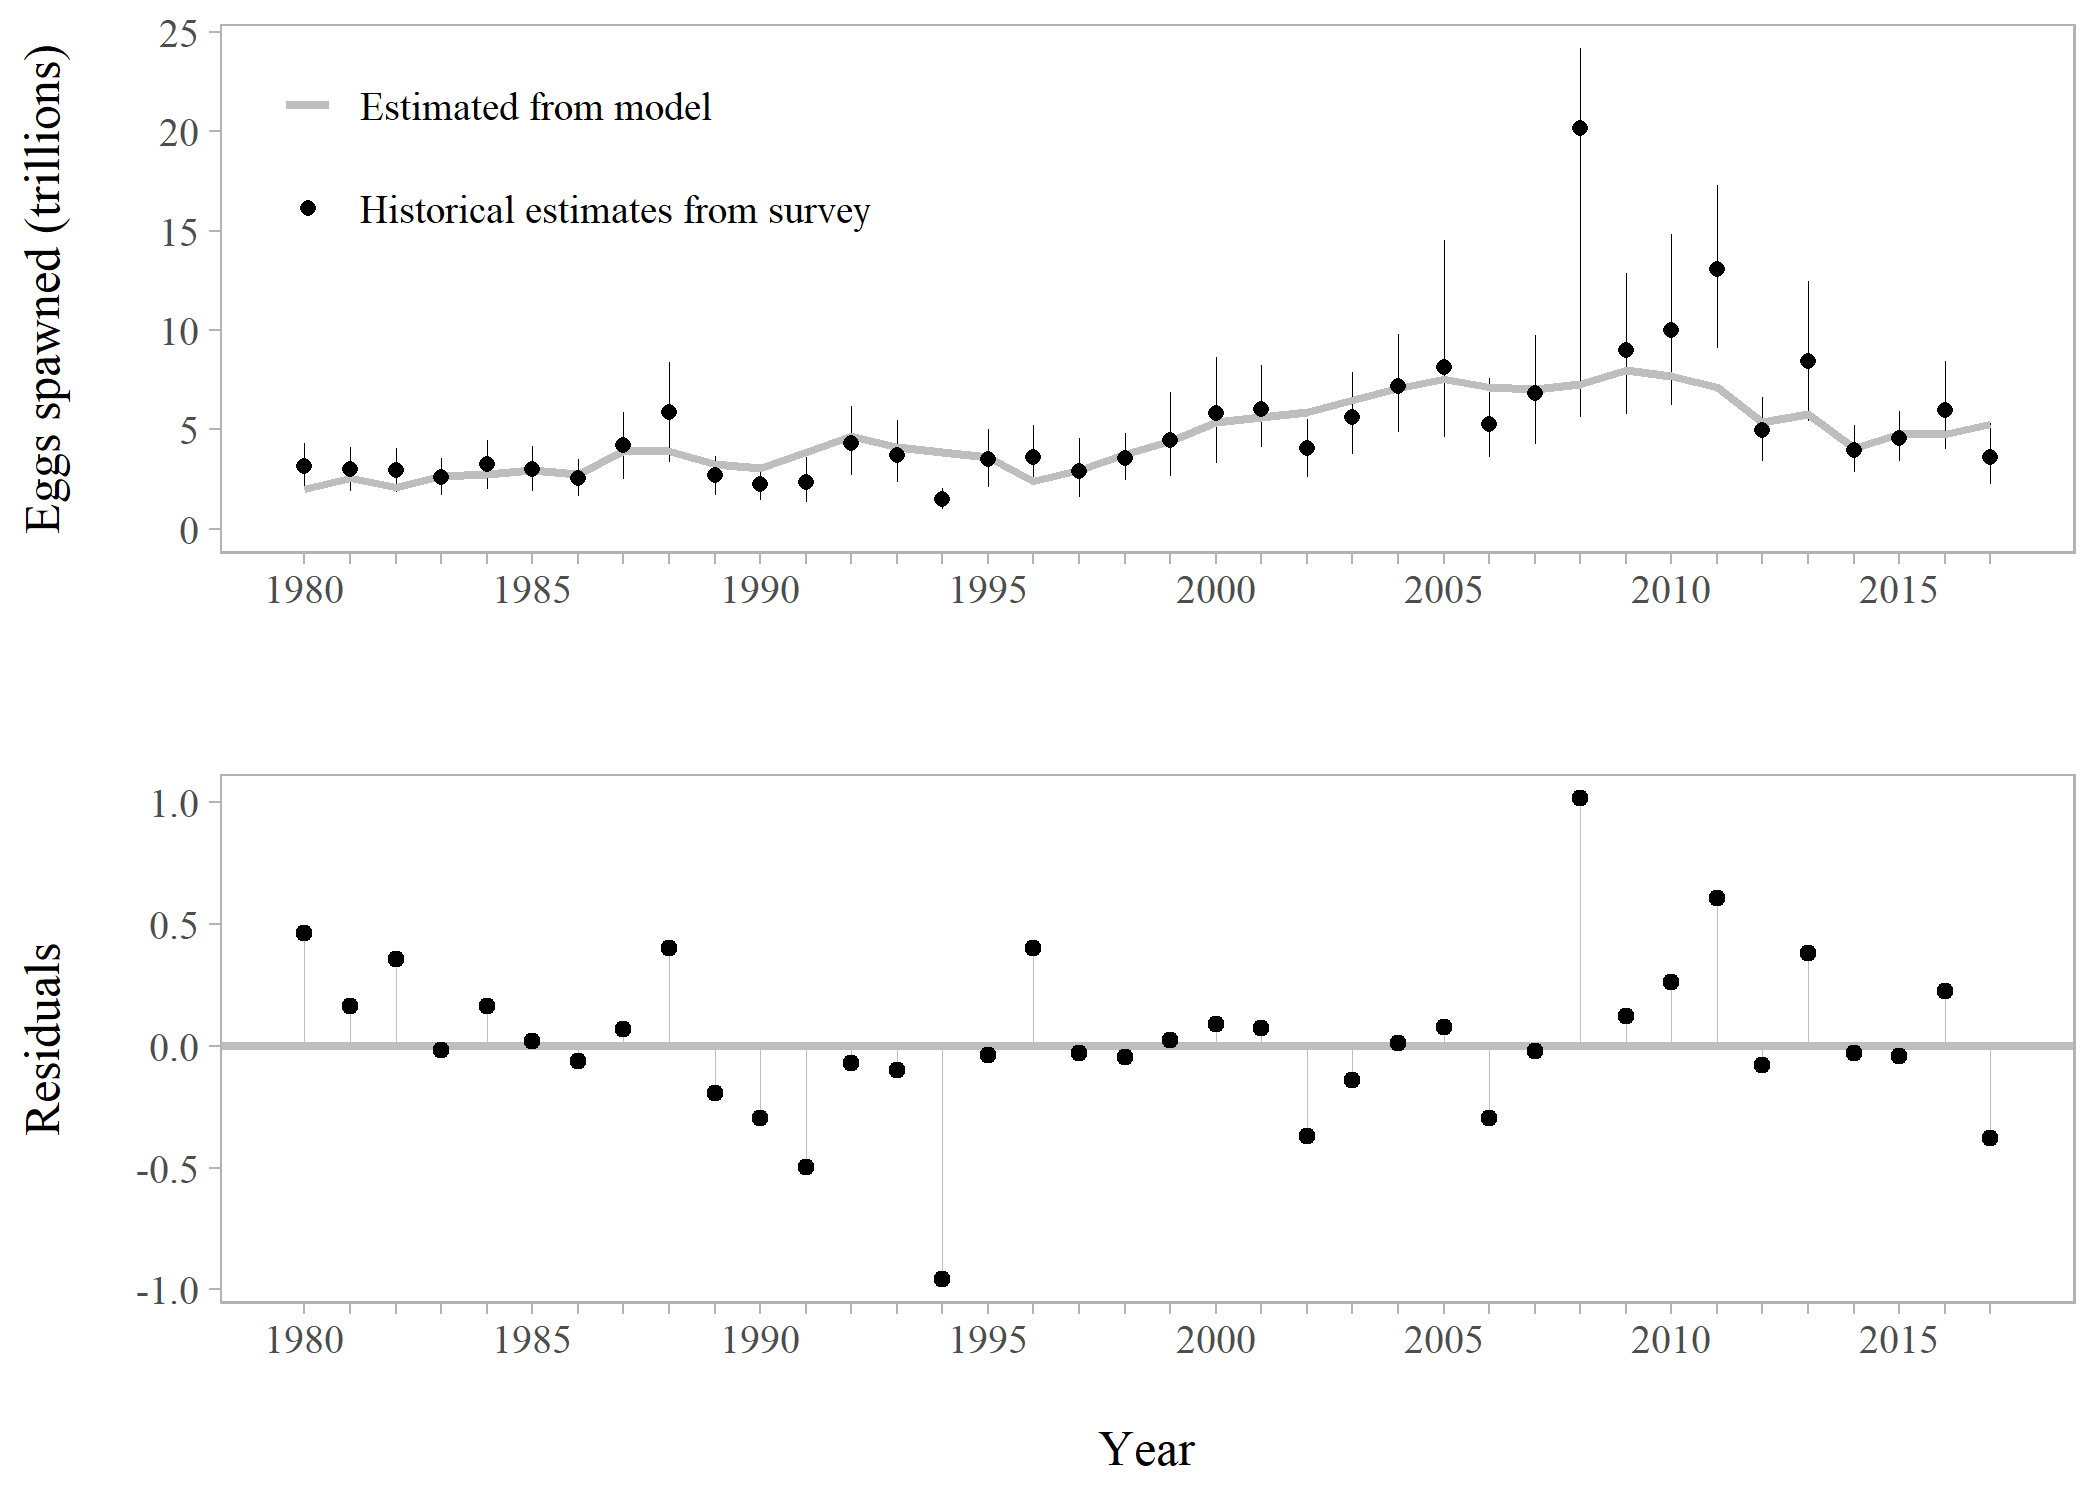 Eggs spawned (trillions)
25
20
15
10
5
0
Estimated from model
Historical estimates from survey
1980 1985 1990 1995 2000 2005 2010 2015
Residuals
1.0
0.5
0.0
-0.5
-1.0
1980 1985 1990 1995 2000 2005 2010 2015
Year